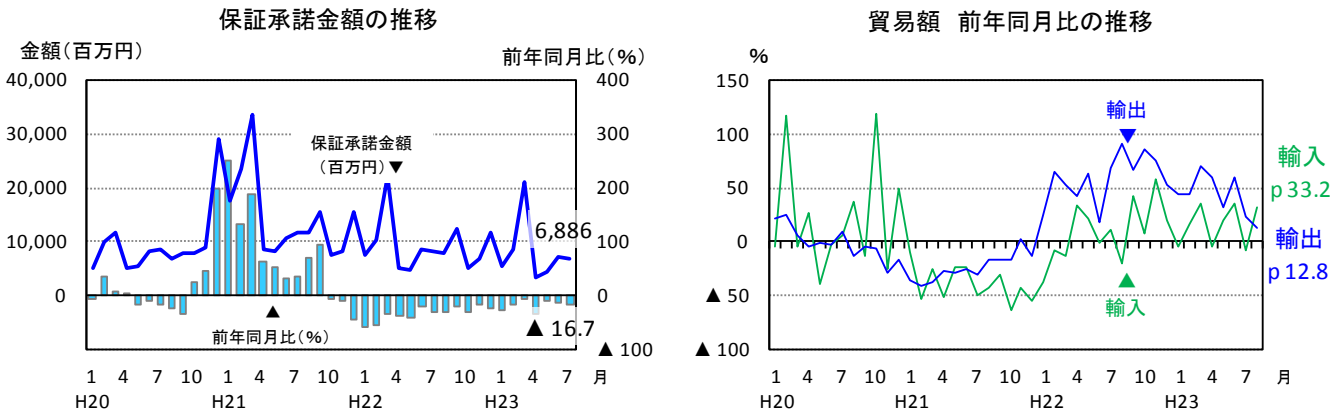 保証承諾金額の推移
金額(百万円)
前年同月比(%)
40,000
30,000
20,000
10,000
0
400
300
200
100
0
▲ 100
保証承諾金額
(百万円)▼
6,886
▲ 16.7
▲
前年同月比(%)
1 4 7 10 1 4 7 10 1 4 7 10 1 4 7 月
H20 H21 H22 H23
貿易額 前年同月比の推移
%
150
100
50
0
▲ 50
▲ 100
輸出
▼
▲
輸入
輸入
p 33.2
輸出
p 12.8
1 4 7 10 1 4 7 10 1 4 7 10 1 4 7 月
H20 H21 H22 H23